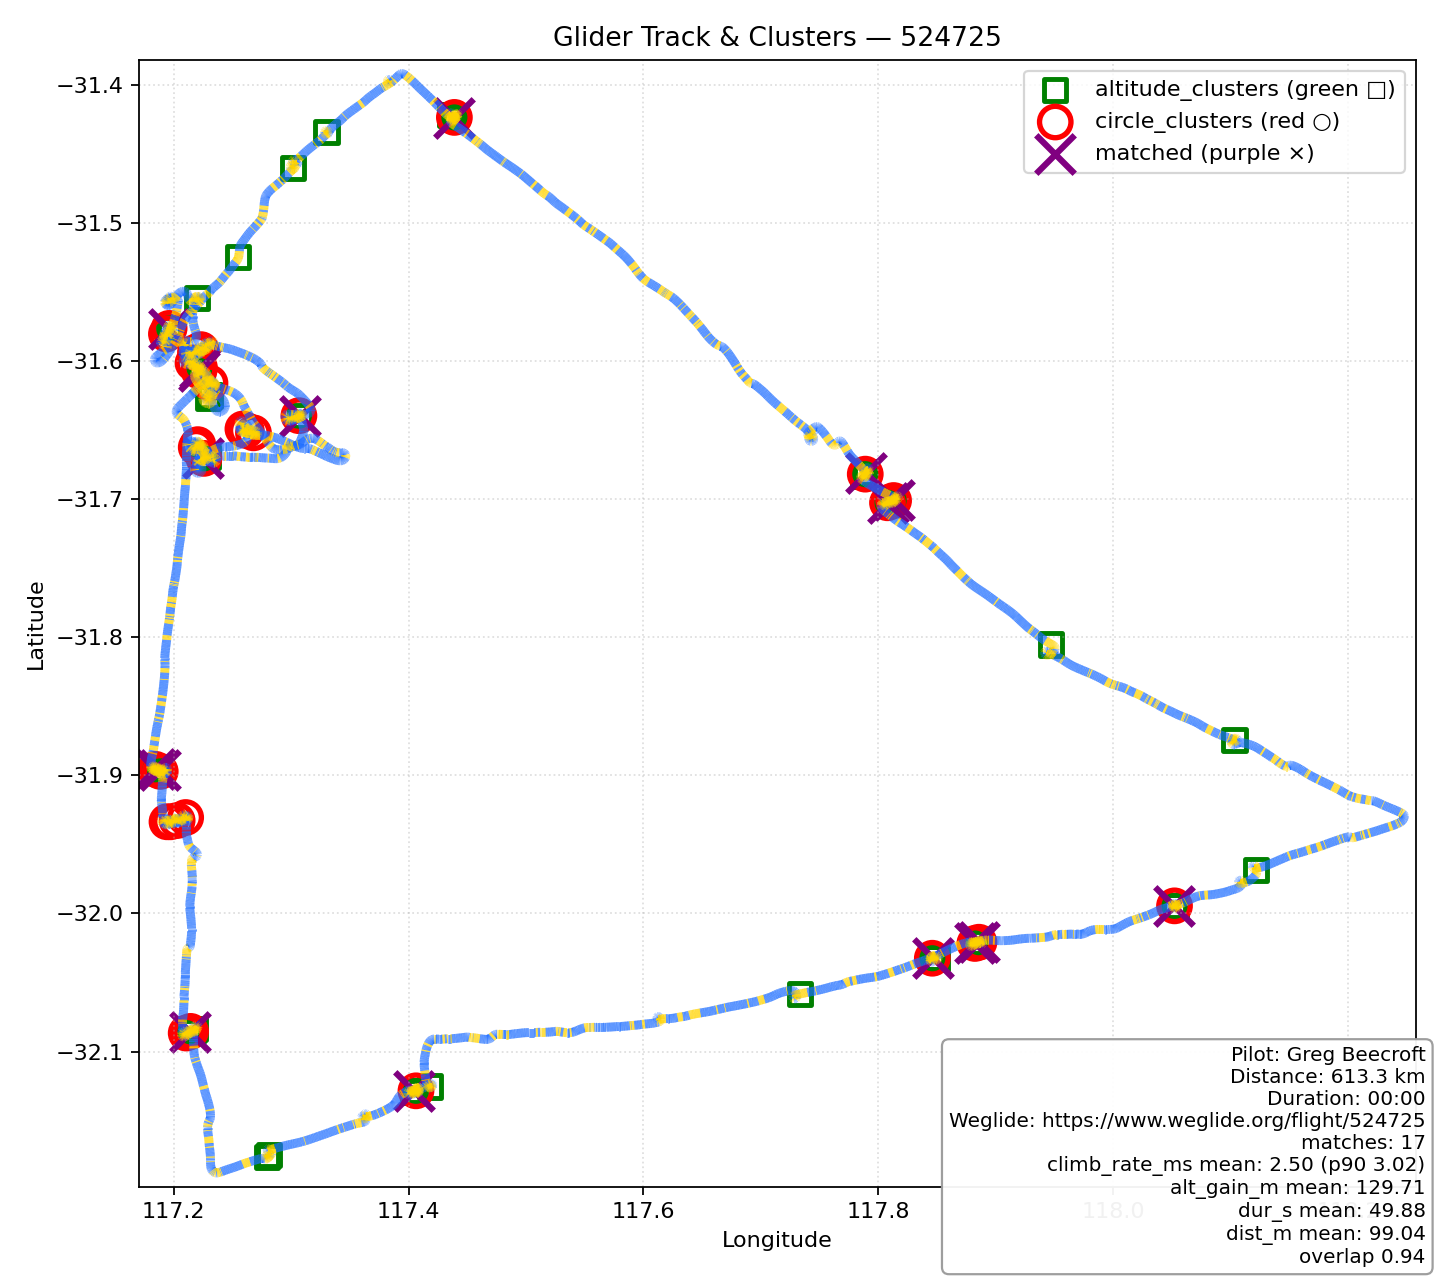 Glider Track & Clusters — 524725
altitude_clusters (green □)
circle_clusters (red ○)
matched (purple ×)
−31.4
−31.5
−31.6
−31.7
−31.8
−31.9
−32.0
−32.1
Latitude
117.2
117.4
117.6
117.8
118.0
Longitude
Pilot: Greg Beecroft
Distance: 613.3 km
Duration: 00:00
Weglide: https://www.weglide.org/flight/524725
matches: 17
climb_rate_ms mean: 2.50 (p90 3.02)
alt_gain_m mean: 129.71
dur_s mean: 49.88
dist_m mean: 99.04
overlap 0.94